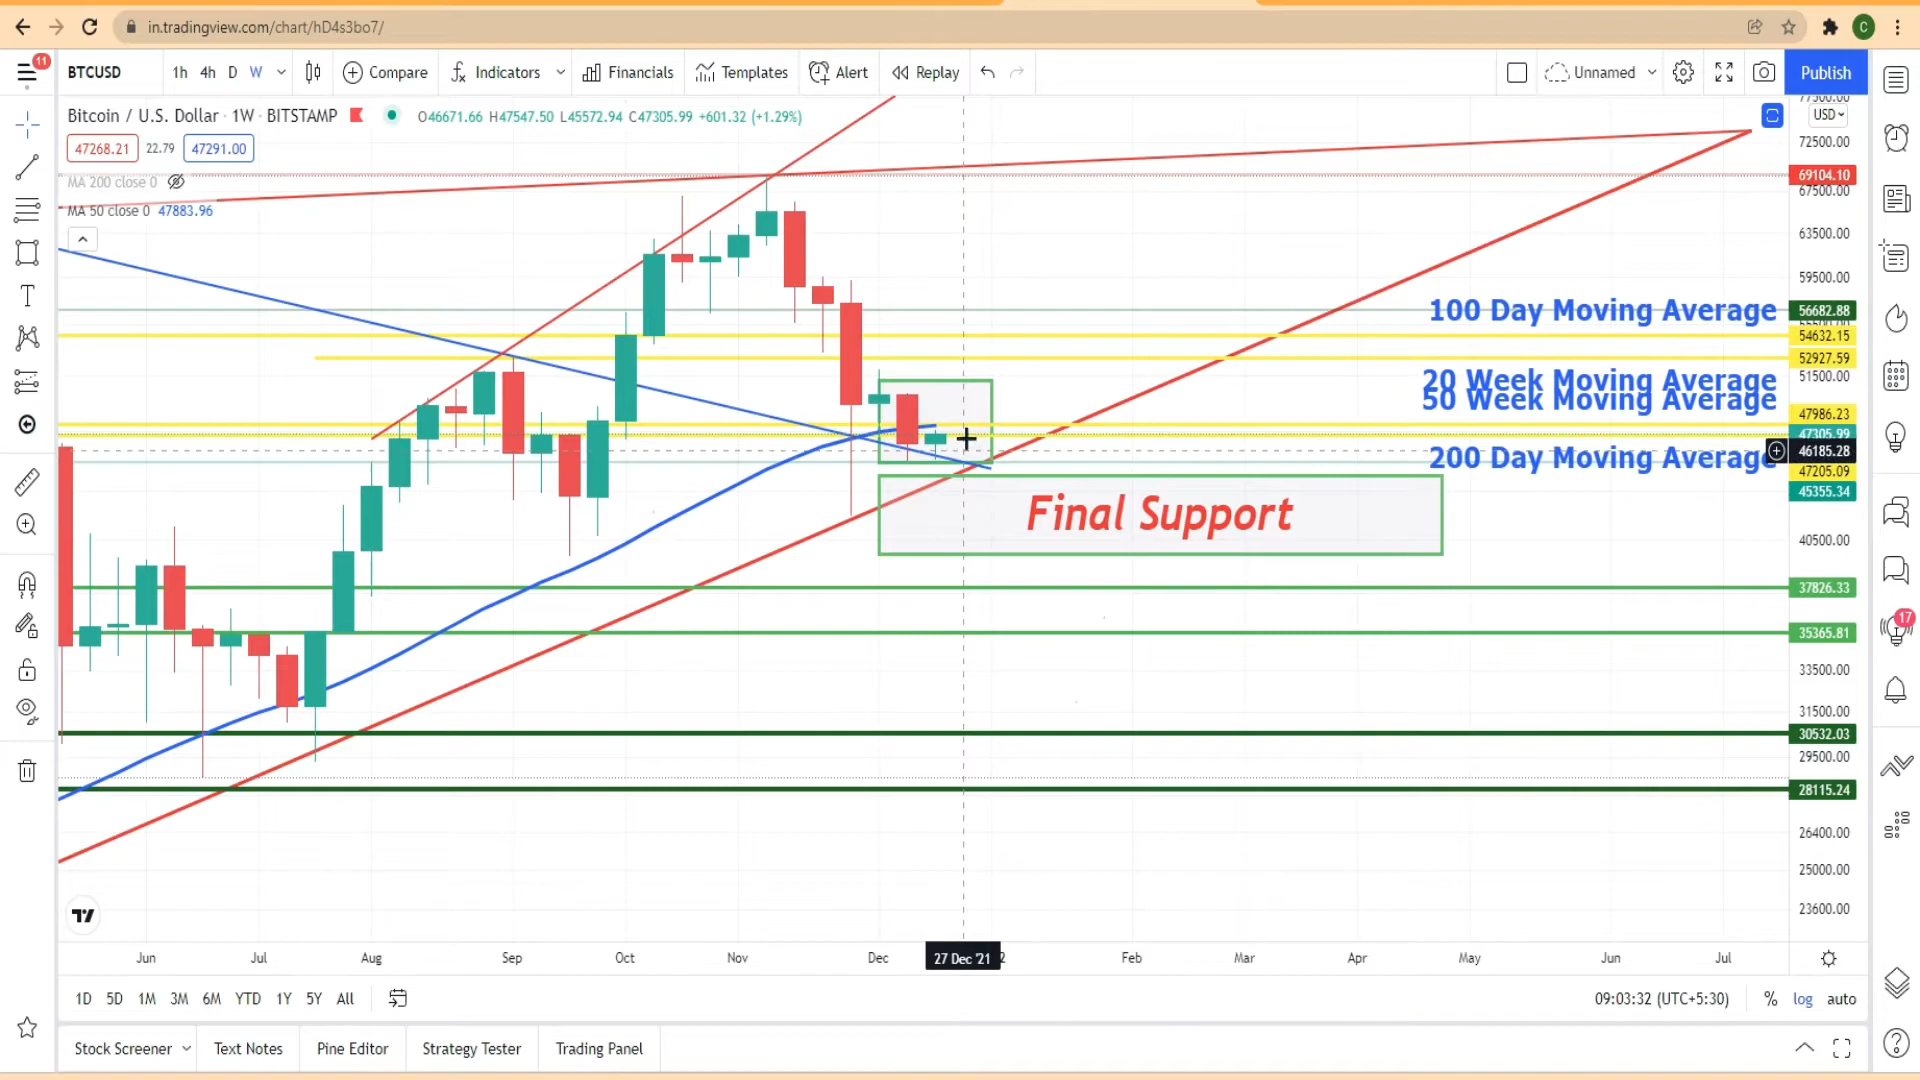 in.tradingview.com/chart/hD4s3bo7/
C
11
BTCUSD 1h 4h D W Compare Indicators Financials Templates Alert Replay Unnamed Publish
Bitcoin / U.S. Dollar · 1W · BITSTAMP O46671.66 H47547.50 L45572.94 C47305.99 +601.32 (+1.29%)
USD
47268.21 22.79 47291.00
72500.00
MA 200 close 0
69104.10
67500.00
MA 50 close 0 47883.96
63500.00
59500.00
100 Day Moving Average 56682.88
54632.15
52927.59
20 Week Moving Average 51500.00
50 Week Moving Average
47986.23
47305.99
46185.28
200 Day Moving Average
47205.09
45355.34
Final Support
40500.00
37826.33
17
35365.81
33500.00
31500.00
30532.03
29500.00
28115.24
26400.00
25000.00
23600.00
Jun Jul Aug Sep Oct Nov Dec 27 Dec '21 Feb Mar Apr May Jun Jul
1D 5D 1M 3M 6M YTD 1Y 5Y All 09:03:32 (UTC+5:30) % log auto
Stock Screener Text Notes Pine Editor Strategy Tester Trading Panel